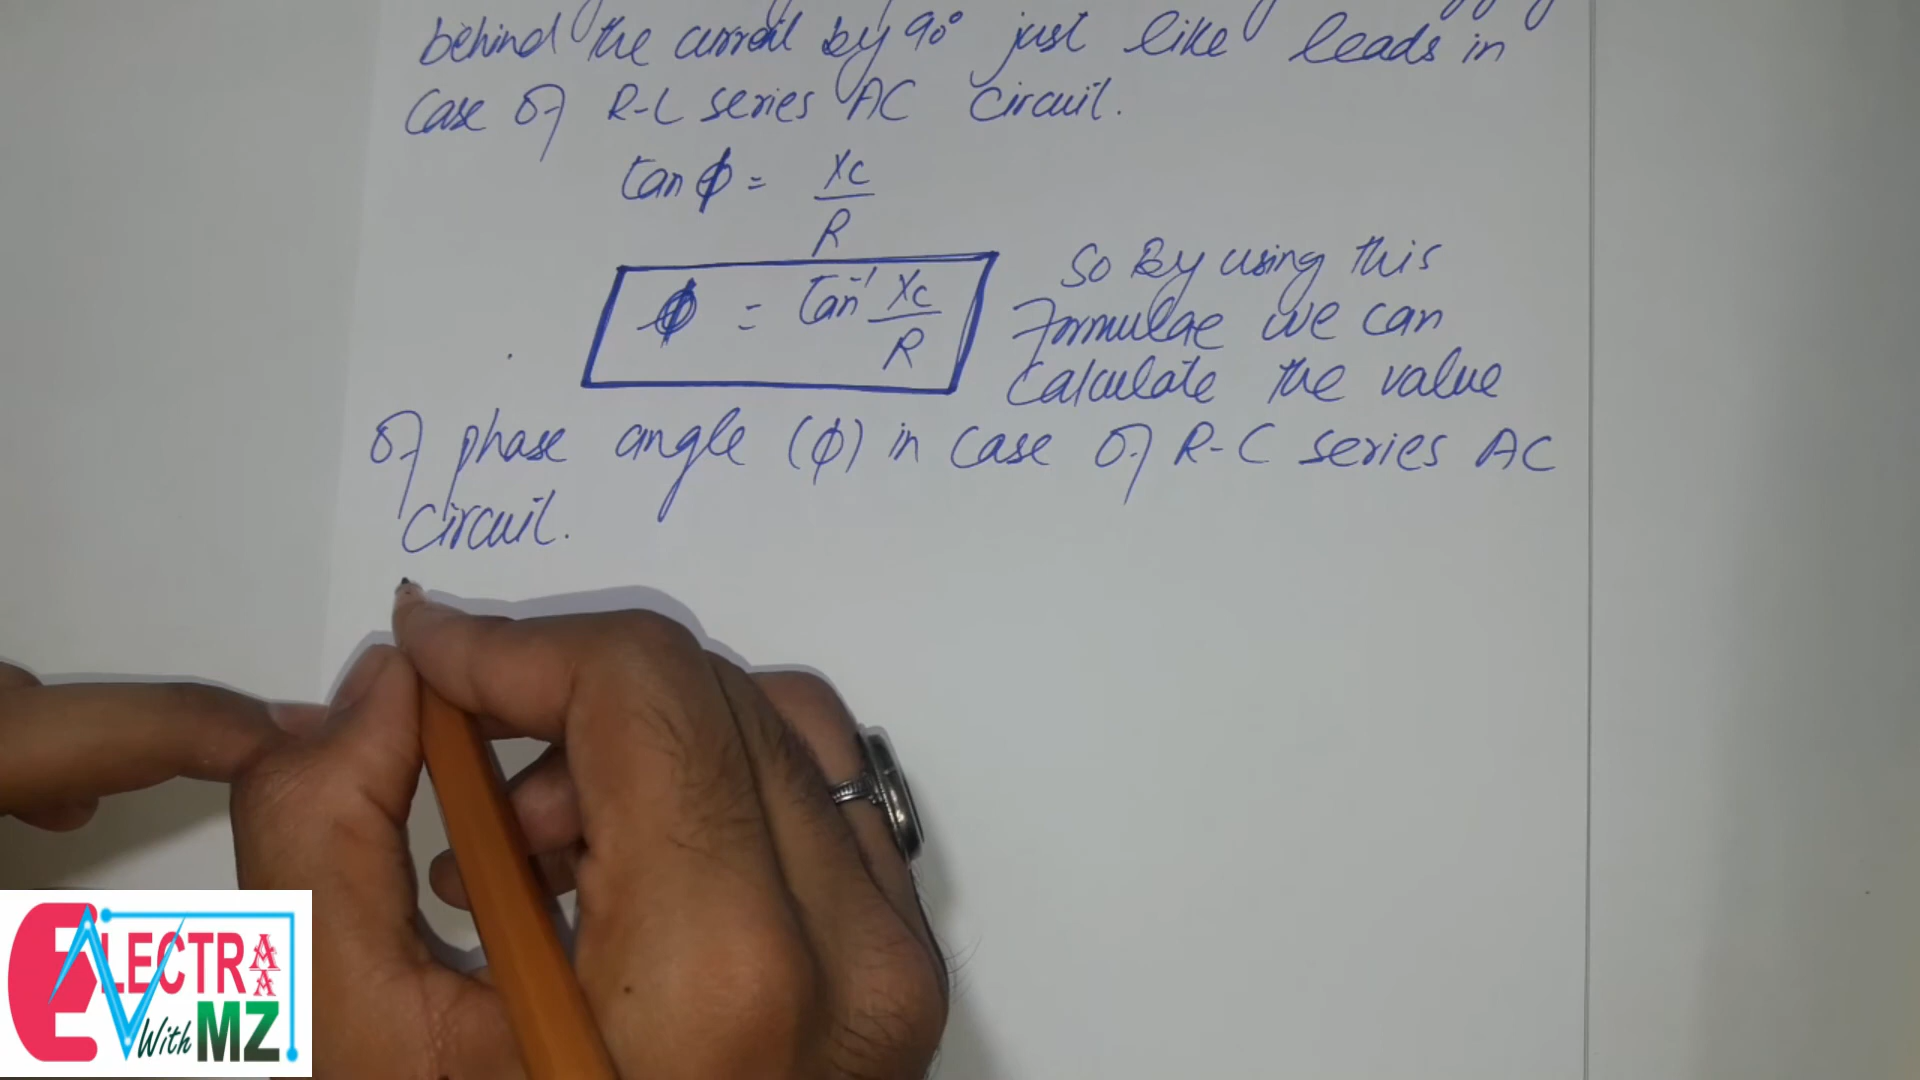 behind the current by 90° just like leads in
case of R-L series AC circuit.
tanϕ = Xc/R
ϕ = tan⁻¹ Xc/R
So By using this
Formulae we can
calculate the value
of phase angle (ϕ) in case of R-C series AC
circuit.
ELECTRAAAA
With MZ